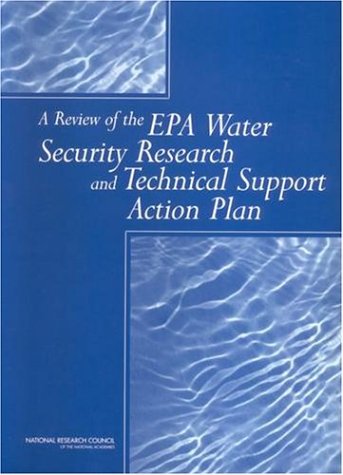 A Review of the EPA Water
Security Research
and Technical Support
Action Plan
NATIONAL RESEARCH COUNCIL
OF THE NATIONAL ACADEMIES